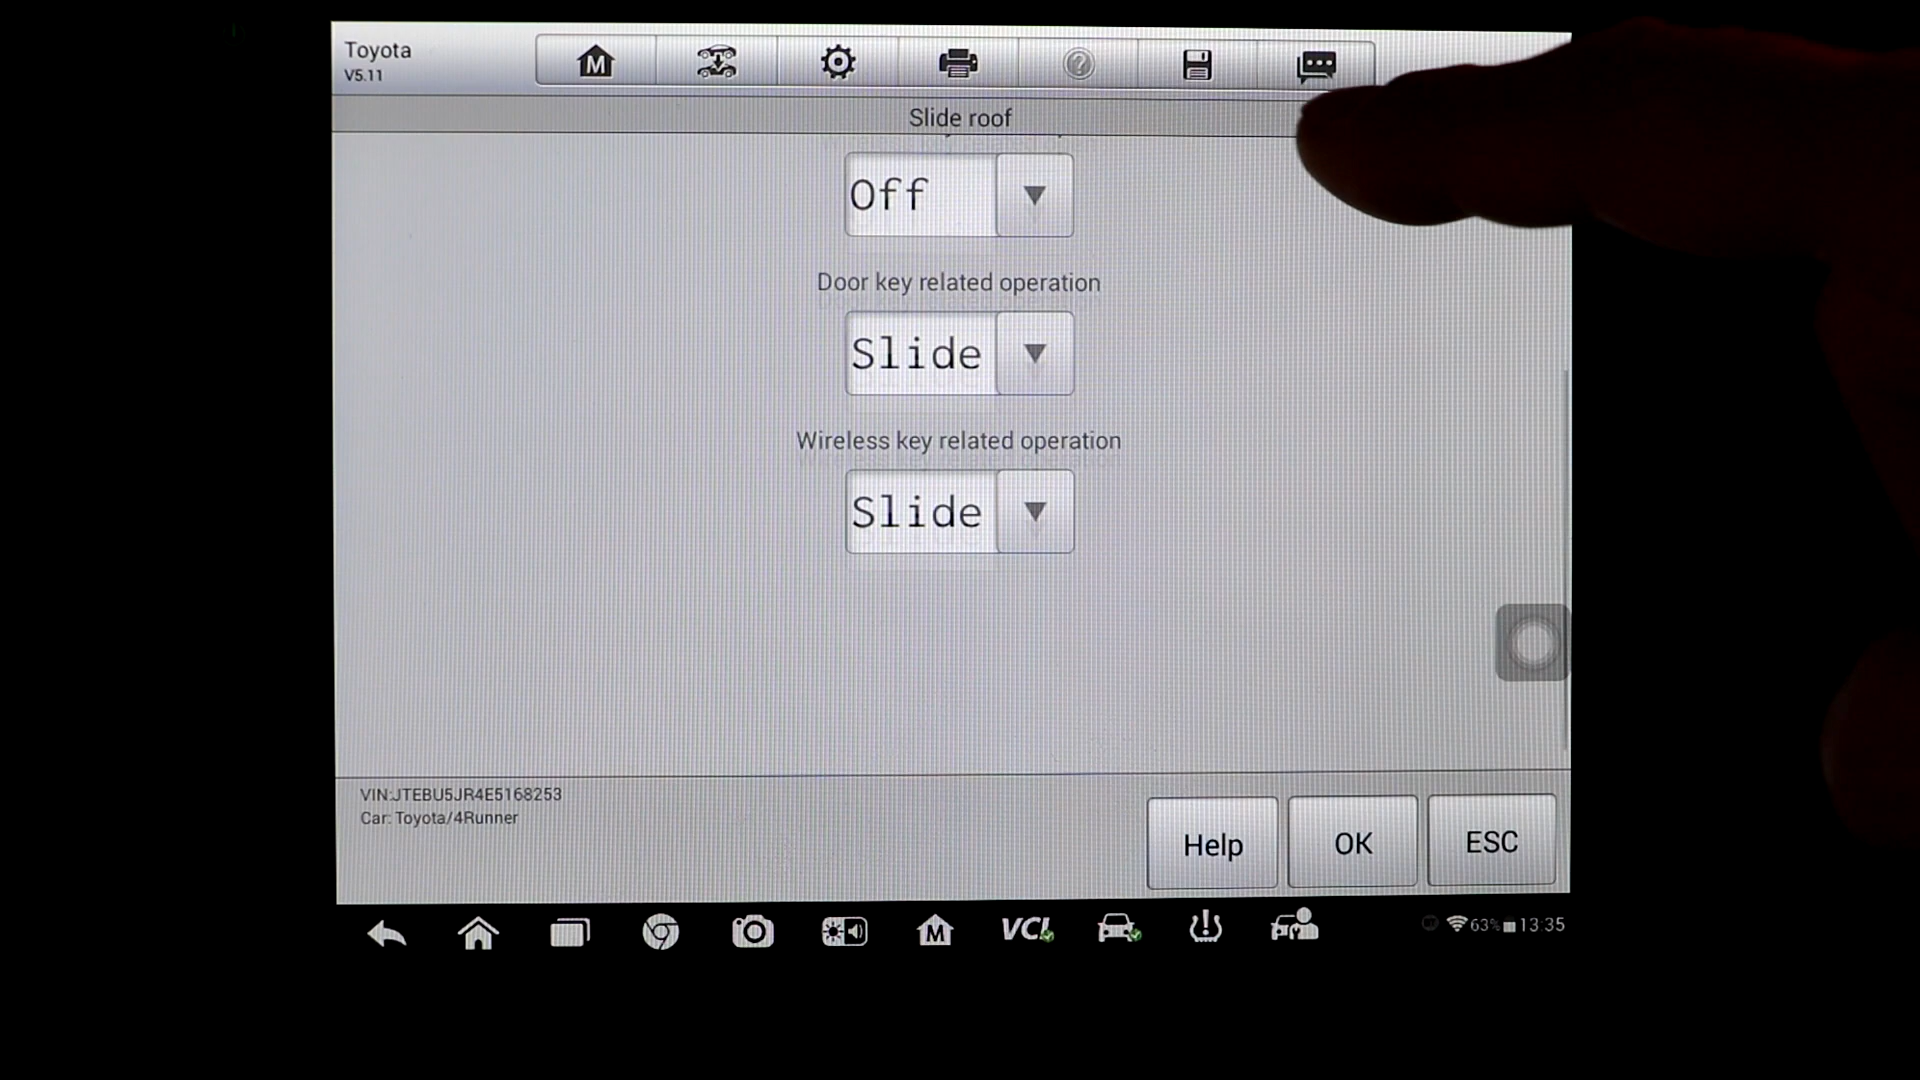 Toyota
V5.11
M
?
Slide roof
Off
Door key related operation
Slide
Wireless key related operation
Slide
VIN:JTEBU5JR4E5168253
Car: Toyota/4Runner
Help
OK
ESC
M
VCI
63%
13:35